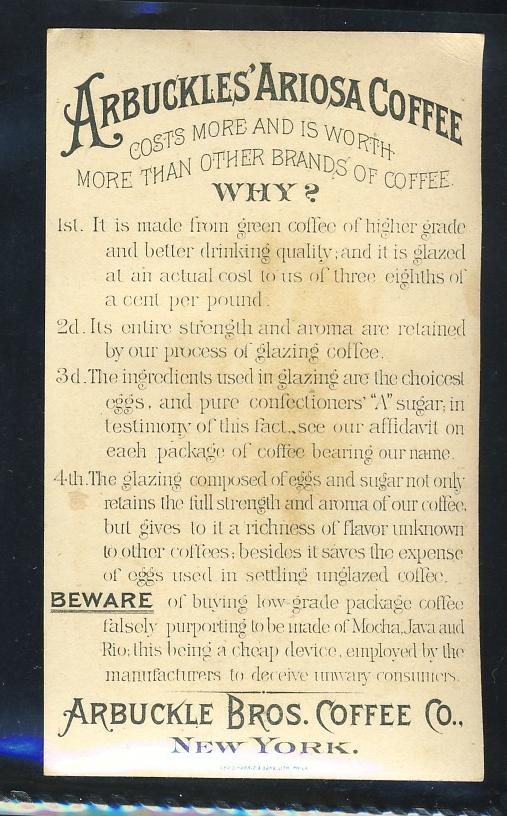 ARBUCKLES' ARIOSA COFFEE
COSTS MORE AND IS WORTH
MORE THAN OTHER BRANDS OF COFFEE.
WHY?
1st. It is made from green coffee of higher grade
and better drinking quality; and it is glazed
at an actual cost to us of three eighths of
a cent per pound.
2d. Its entire strength and aroma are retained
by our process of glazing coffee.
3d. The ingredients used in glazing are the choicest
eggs, and pure confectioners' "A" sugar; in
testimony of this fact, see our affidavit on
each package of coffee bearing our name.
4th. The glazing composed of eggs and sugar not only
retains the full strength and aroma of our coffee,
but gives to it a richness of flavor unknown
to other coffees; besides it saves the expense
of eggs used in settling unglazed coffee.
BEWARE of buying low-grade package coffee
falsely purporting to be made of Mocha, Java and
Rio; this being a cheap device, employed by the
manufacturers to deceive unwary consumers.
ARBUCKLE BROS. COFFEE CO.,
NEW YORK.